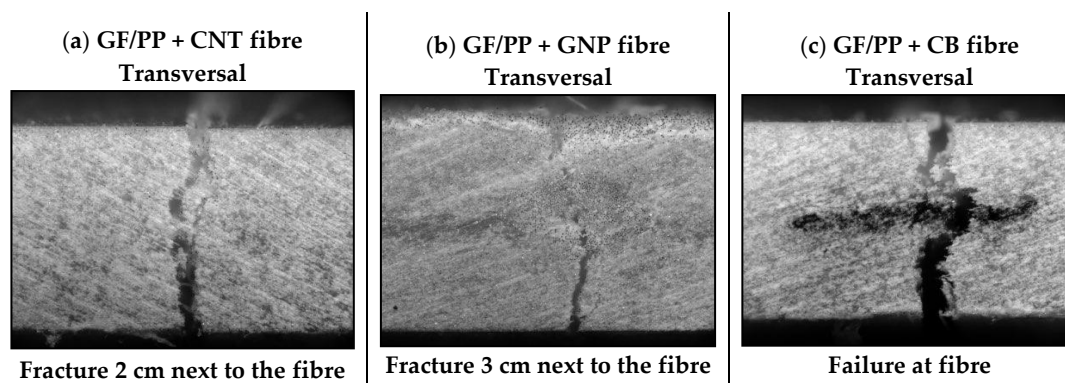 (a) GF/PP + CNT fibre
Transversal
Fracture 2 cm next to the fibre
(b) GF/PP + GNP fibre
Transversal
Fracture 3 cm next to the fibre
(c) GF/PP + CB fibre
Transversal
Failure at fibre